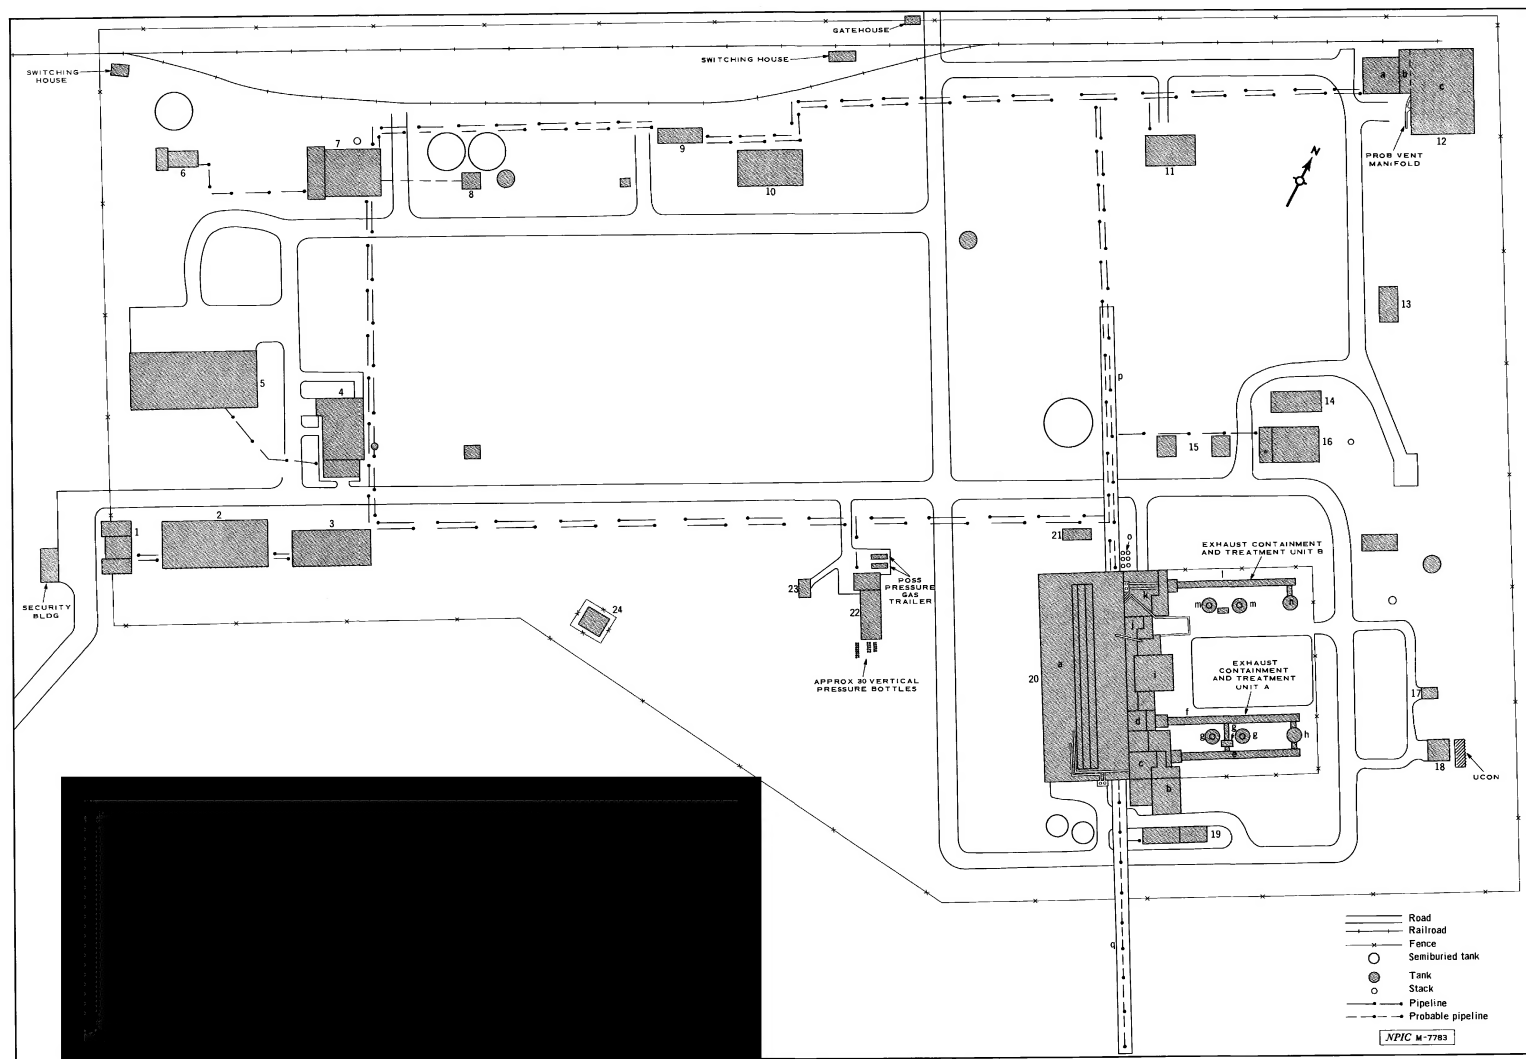 GATEHOUSE
SWITCHING HOUSE
SWITCHING
HOUSE
a
b
c
12
PROB VENT
MANIFOLD
N
7
6
8
9
10
11
13
5
4
p
14
15
16
1
2
3
SECURITY
BLDG
21
o
EXHAUST CONTAINMENT
AND TREATMENT UNIT B
POSS
PRESSURE
GAS
TRAILER
23
22
24
APPROX 30 VERTICAL
PRESSURE BOTTLES
20
a
k
l
m
m
n
j
i
EXHAUST
CONTAINMENT
AND TREATMENT
UNIT A
d
f
g
g
g
h
e
c
b
17
18
UCON
19
q
Road
Railroad
Fence
Semiburied tank
Tank
Stack
Pipeline
Probable pipeline
NPIC M-7783